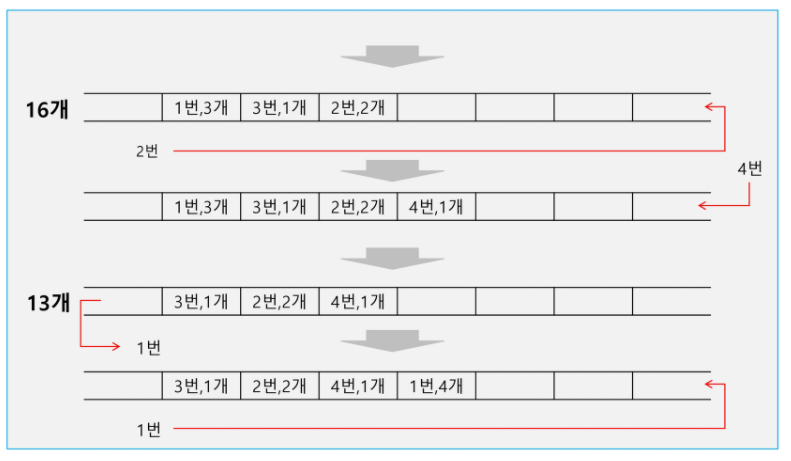 16개 1번,3개 3번,1개 2번,2개
2번
4번
1번,3개 3번,1개 2번,2개 4번,1개
13개 3번,1개 2번,2개 4번,1개
1번
3번,1개 2번,2개 4번,1개 1번,4개
1번